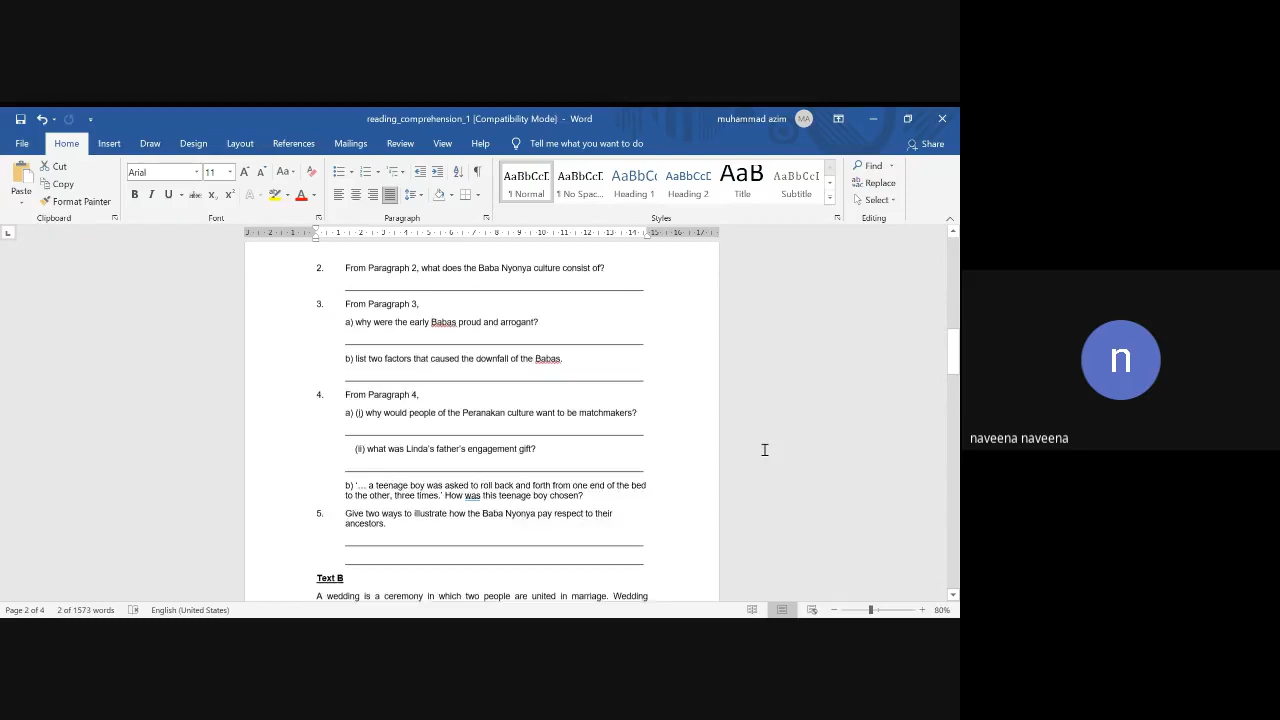 reading_comprehension_1 [Compatibility Mode] - Word
muhammad azim
MA
File Home Insert Draw Design Layout References Mailings Review View Help Tell me what you want to do Share
Paste
Cut
Copy
Format Painter
Clipboard
Arial 11
Font
Paragraph
AaBbCcI AaBbCcI AaBbCc AaBbCcD AaB AaBbCcI
¶ Normal ¶ No Spac... Heading 1 Heading 2 Title Subtitle
Styles
Find
Replace
Select
Editing
2. From Paragraph 2, what does the Baba Nyonya culture consist of?
3. From Paragraph 3,
a) why were the early Babas proud and arrogant?
b) list two factors that caused the downfall of the Babas.
4. From Paragraph 4,
a) (i) why would people of the Peranakan culture want to be matchmakers?
(ii) what was Linda's father's engagement gift?
b) '… a teenage boy was asked to roll back and forth from one end of the bed
to the other, three times.' How was this teenage boy chosen?
5. Give two ways to illustrate how the Baba Nyonya pay respect to their
ancestors.
Text B
A wedding is a ceremony in which two people are united in marriage. Wedding
Page 2 of 4 2 of 1573 words English (United States) 80%
n
naveena naveena